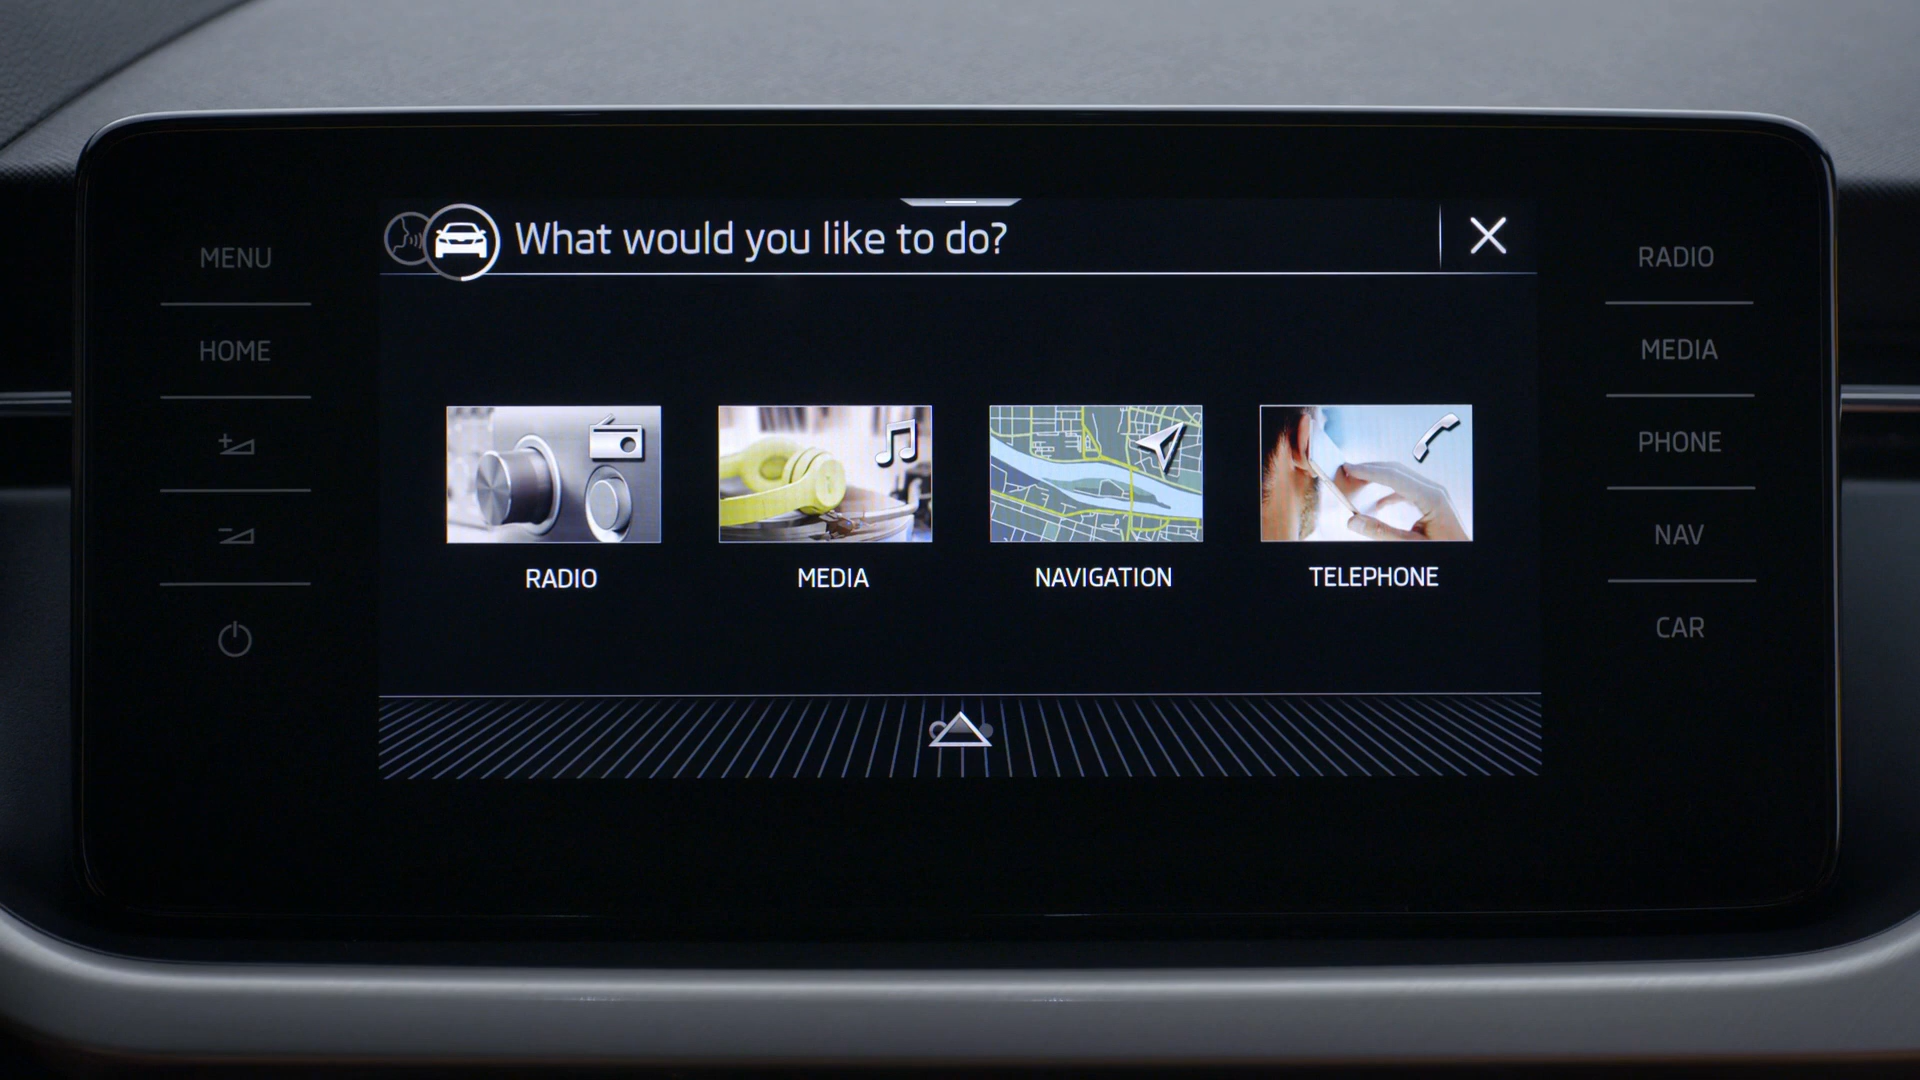 What would you like to do?
MENU
HOME
RADIO
MEDIA
NAVIGATION
TELEPHONE
RADIO
MEDIA
PHONE
NAV
CAR